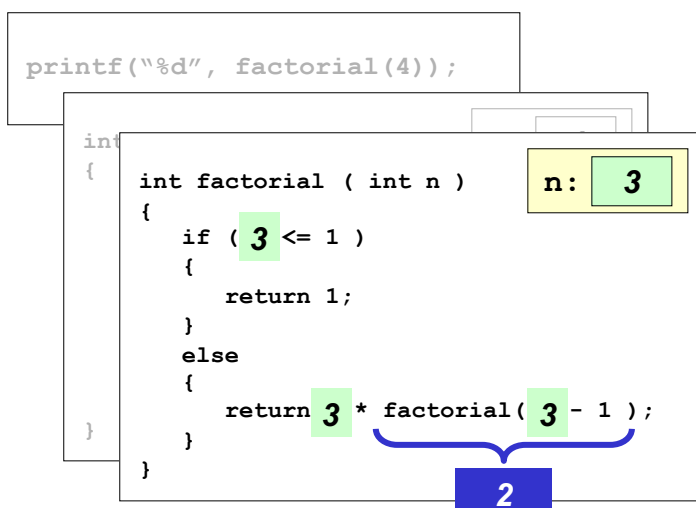 printf(“%d”, factorial(4));
int
{
}
int factorial ( int n )
n: 3
{
if ( 3 <= 1 )
{
return 1;
}
else
{
return 3 * factorial( 3 - 1 );
}
}
2